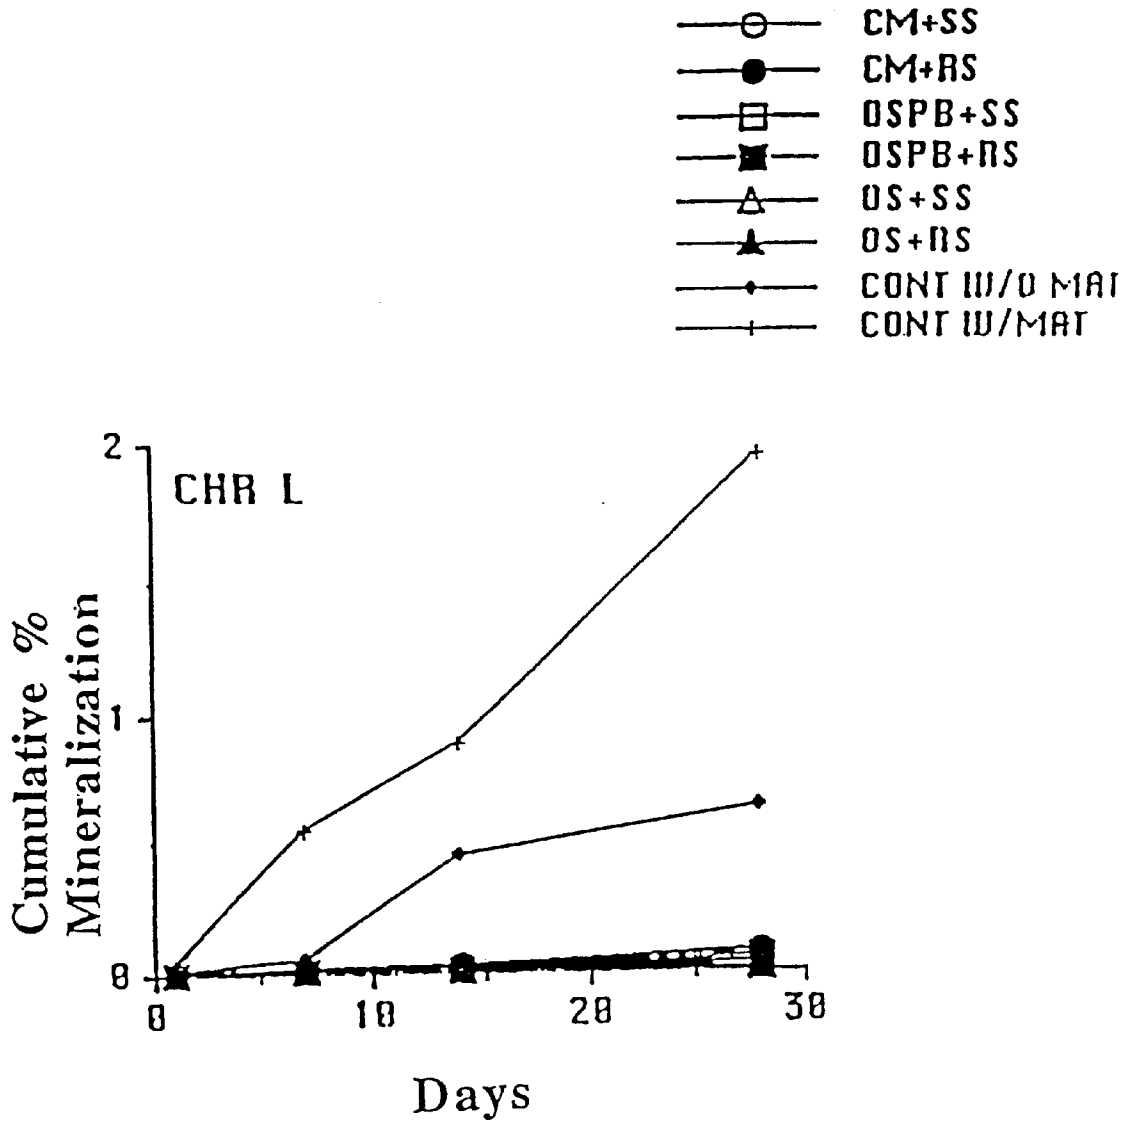 CM+SS
CM+RS
OSPB+SS
OSPB+RS
OS+SS
OS+RS
CONT W/O MAT
CONT W/MAT
2
CHR L
1
0
Cumulative %
Mineralization
0
10
20
30
Days